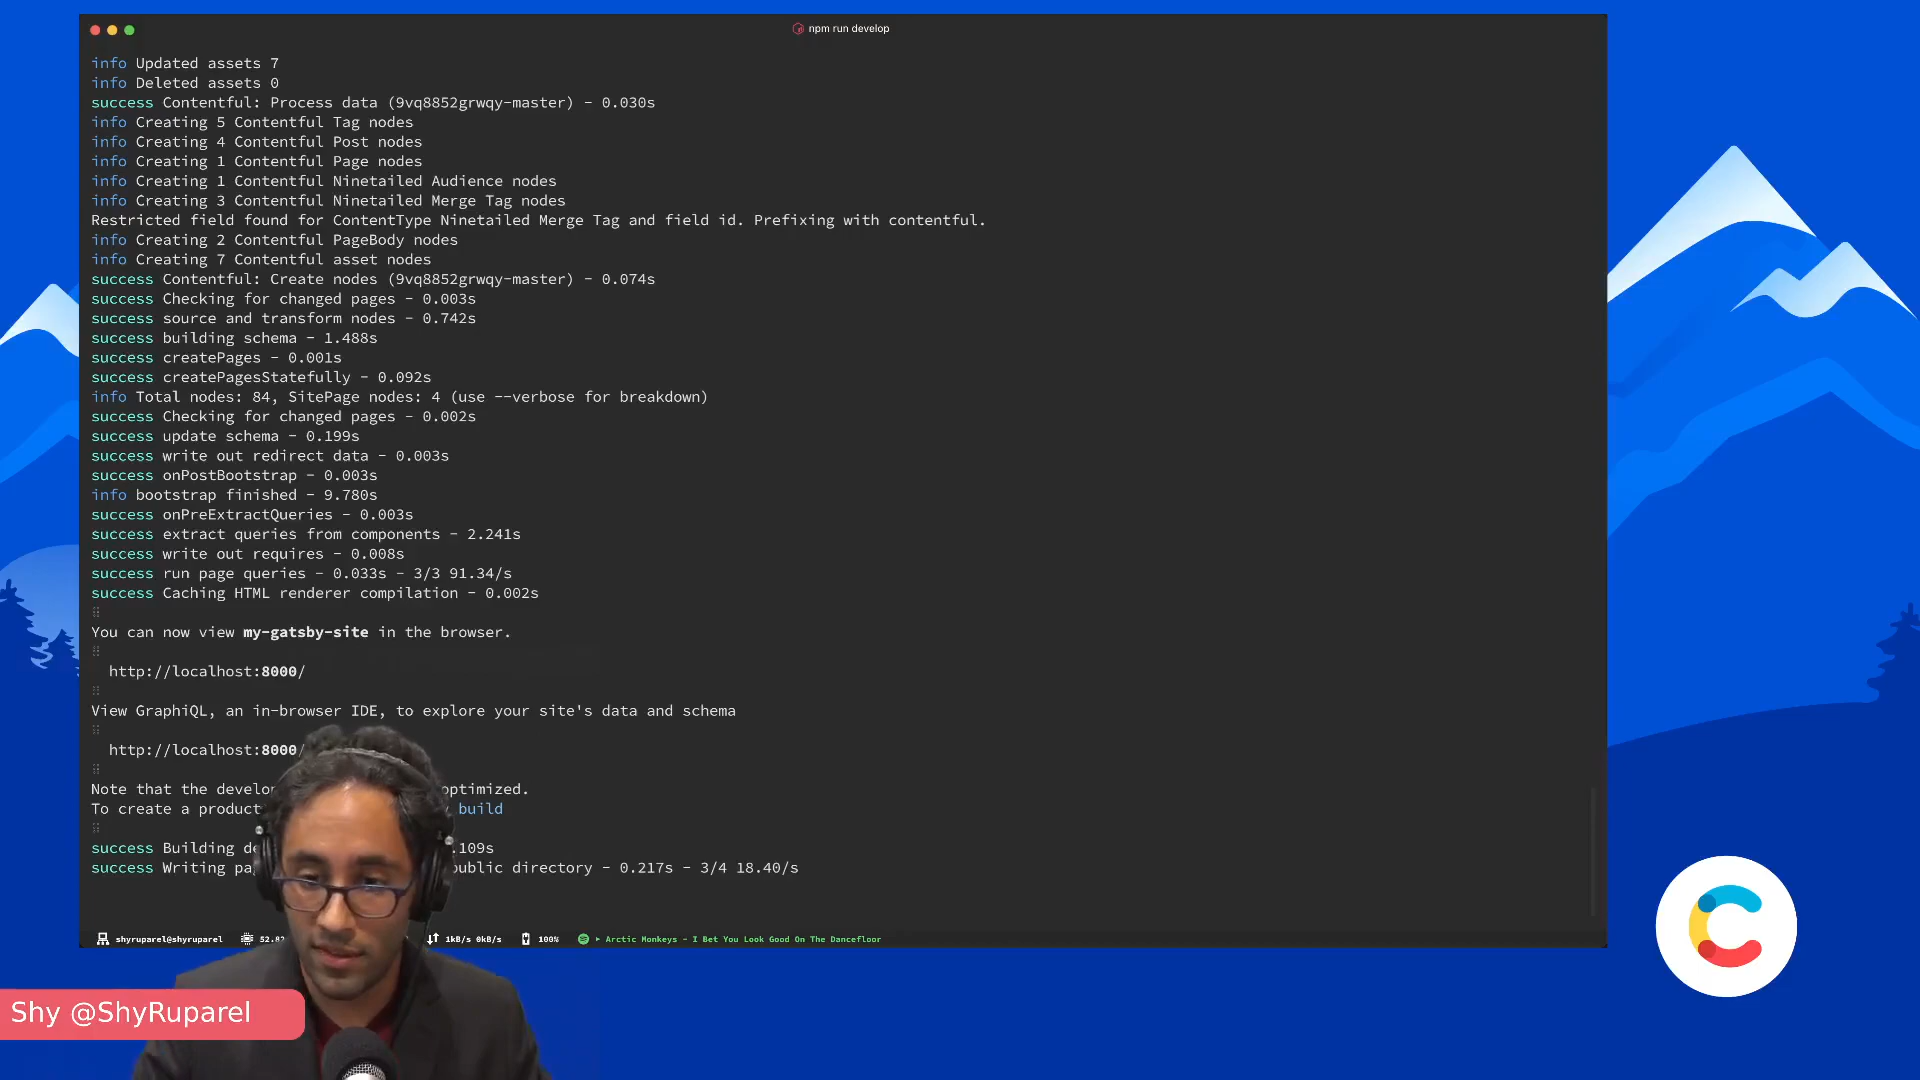 npm run develop
info Updated assets 7
info Deleted assets 0
success Contentful: Process data (9vq8852grwqy-master) - 0.030s
info Creating 5 Contentful Tag nodes
info Creating 4 Contentful Post nodes
info Creating 1 Contentful Page nodes
info Creating 1 Contentful Ninetailed Audience nodes
info Creating 3 Contentful Ninetailed Merge Tag nodes
Restricted field found for ContentType Ninetailed Merge Tag and field id. Prefixing with contentful.
info Creating 2 Contentful PageBody nodes
info Creating 7 Contentful asset nodes
success Contentful: Create nodes (9vq8852grwqy-master) - 0.074s
success Checking for changed pages - 0.003s
success source and transform nodes - 0.742s
success building schema - 1.488s
success createPages - 0.001s
success createPagesStatefully - 0.092s
info Total nodes: 84, SitePage nodes: 4 (use --verbose for breakdown)
success Checking for changed pages - 0.002s
success update schema - 0.199s
success write out redirect data - 0.003s
success onPostBootstrap - 0.003s
info bootstrap finished - 9.780s
success onPreExtractQueries - 0.003s
success extract queries from components - 2.241s
success write out requires - 0.008s
success run page queries - 0.033s - 3/3 91.34/s
success Caching HTML renderer compilation - 0.002s
You can now view my-gatsby-site in the browser.
http://localhost:8000/
View GraphiQL, an in-browser IDE, to explore your site's data and schema
http://localhost:8000/
Note that the optimized.
To create a build
success Building .109s
success Writing public directory - 0.217s - 3/4 18.40/s
shyruparel@shyruparel 52.82 1kB/s 0kB/s 100% Arctic Monkeys - I Bet You Look Good On The Dancefloor
Shy @ShyRuparel